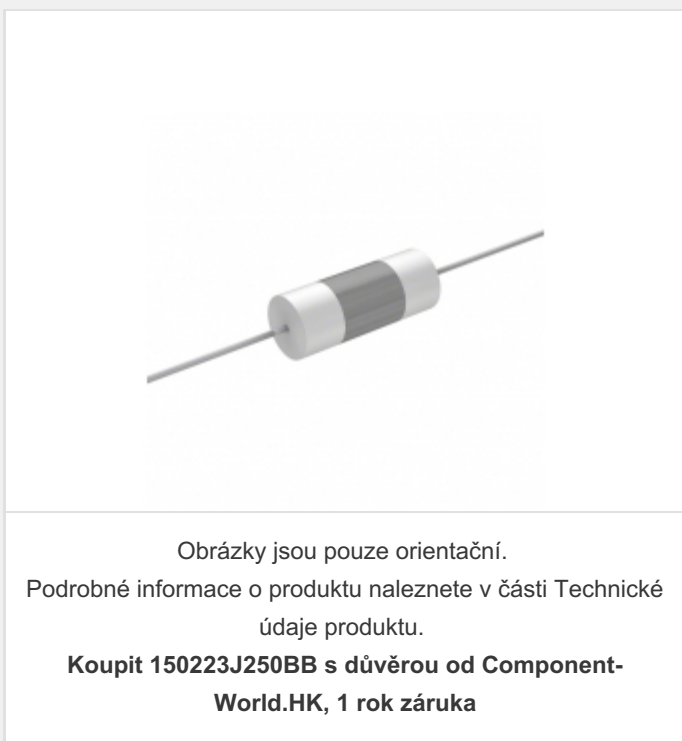 Obrázky jsou pouze orientační.
Podrobné informace o produktu naleznete v části Technické
údaje produktu.
Koupit 150223J250BB s důvěrou od Component-
World.HK, 1 rok záruka